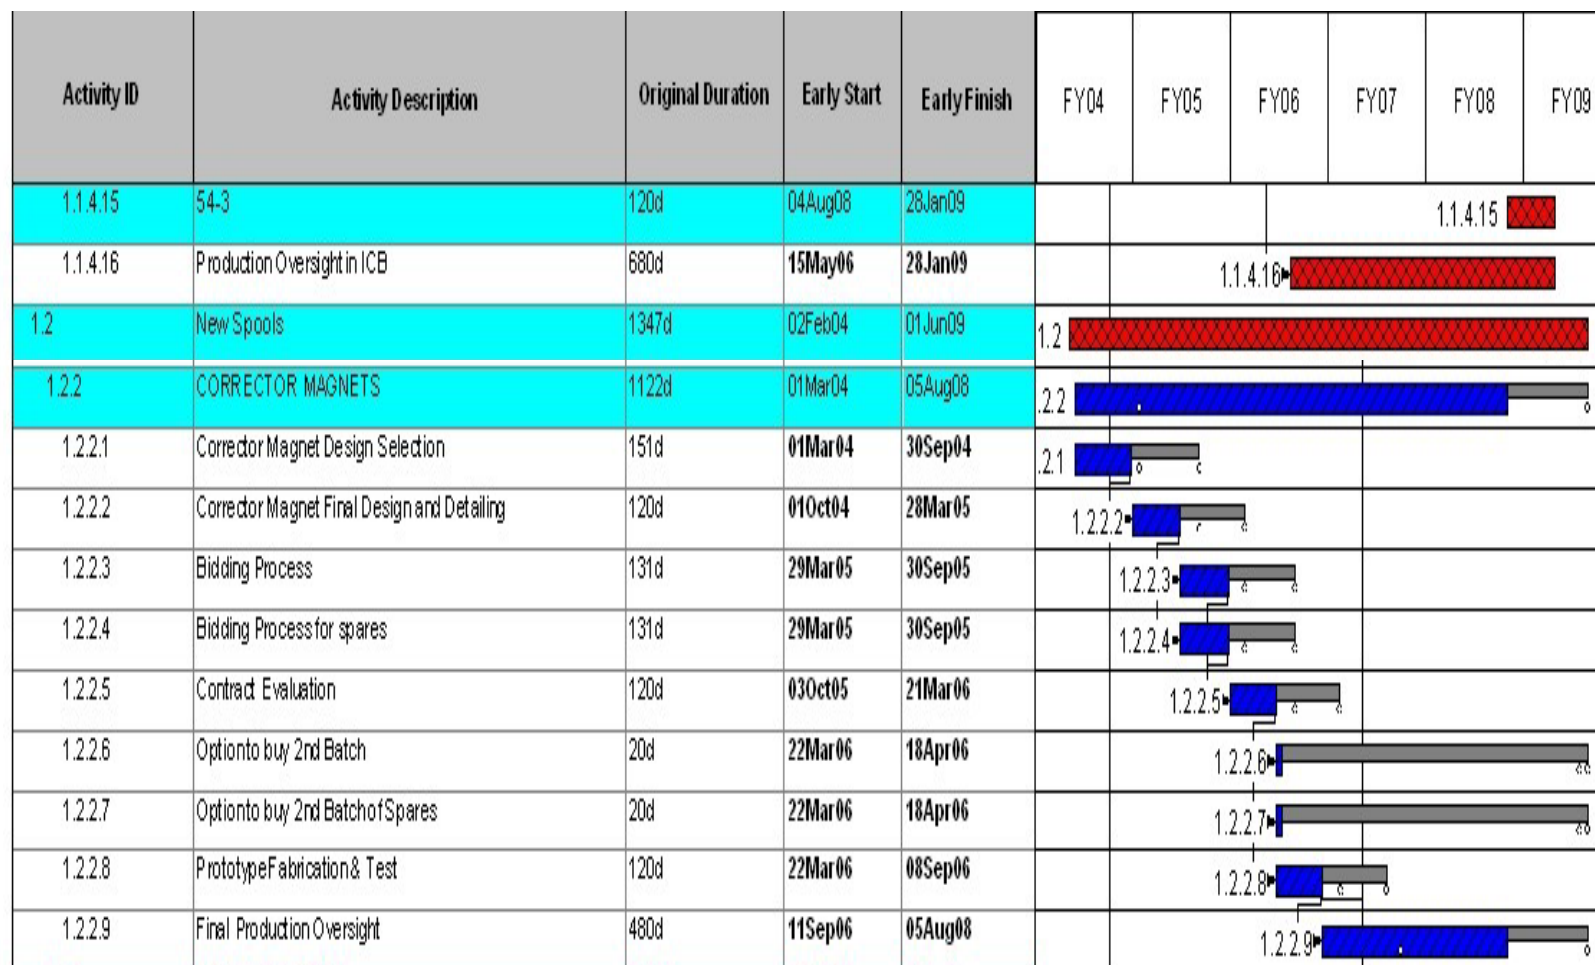 Activity ID Activity Description Original Duration Early Start Early Finish FY04 FY05 FY06 FY07 FY08 FY09
1.1.4.15 54-3 120d 04Aug08 28Jan09 1.1.4.15
1.1.4.16 Production Oversight in ICB 680d 15May06 28Jan09 1.1.4.16
1.2 New Spools 1347d 02Feb04 01Jun09 1.2
1.2.2 CORRECTOR MAGNETS 1122d 01Mar04 05Aug08 .2.2
1.2.2.1 Corrector Magnet Design Selection 151d 01Mar04 30Sep04 .2.1
1.2.2.2 Corrector Magnet Final Design and Detailing 120d 01Oct04 28Mar05 1.2.2.2
1.2.2.3 Bidding Process 131d 29Mar05 30Sep05 1.2.2.3
1.2.2.4 Bidding Process for spares 131d 29Mar05 30Sep05 1.2.2.4
1.2.2.5 Contract Evaluation 120d 03Oct05 21Mar06 1.2.2.5
1.2.2.6 Option to buy 2nd Batch 20d 22Mar06 18Apr06 1.2.2.6
1.2.2.7 Option to buy 2nd Batch of Spares 20d 22Mar06 18Apr06 1.2.2.7
1.2.2.8 Prototype Fabrication & Test 120d 22Mar06 08Sep06 1.2.2.8
1.2.2.9 Final Production Oversight 480d 11Sep06 05Aug08 1.2.2.9